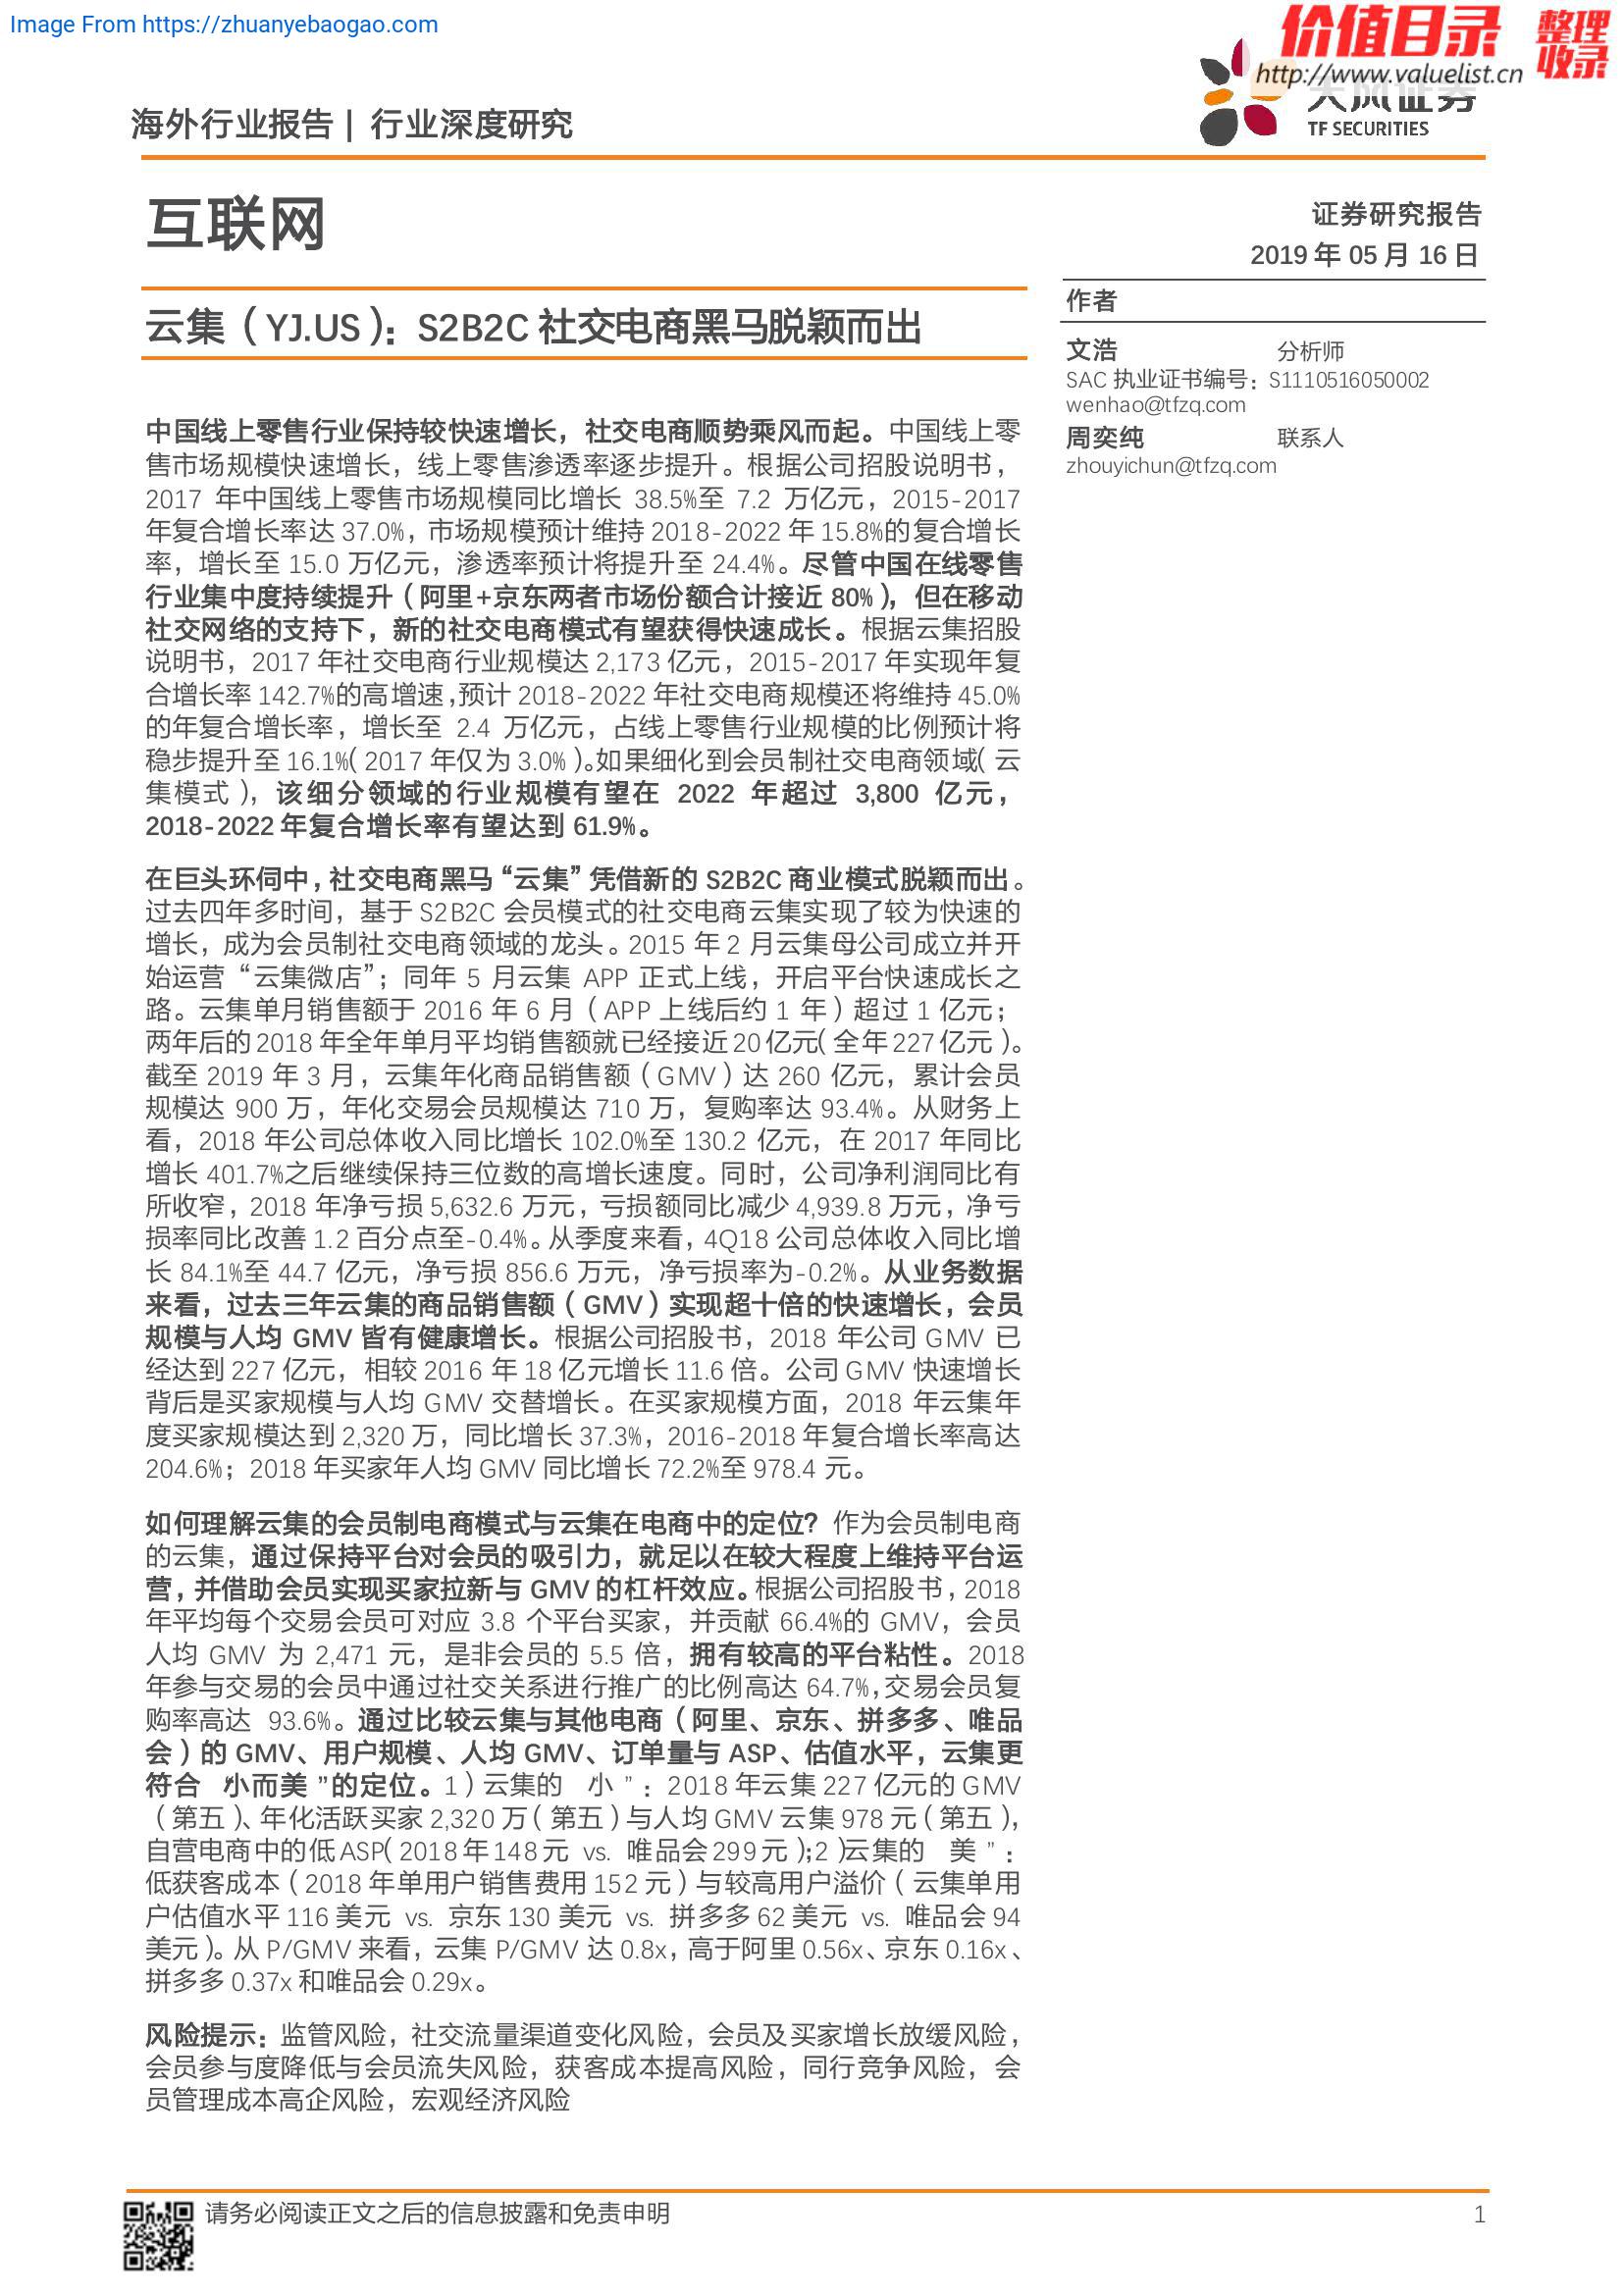 Image From https://zhuanyebaogao.com
价值目录
整理
收录
http://www.valuelist.cn
天风证券
TF SECURITIES
海外行业报告 | 行业深度研究
互联网
证券研究报告
2019 年 05 月 16 日
云集（YJ.US）：S2B2C 社交电商黑马脱颖而出
作者
文浩 分析师
SAC 执业证书编号：S1110516050002
wenhao@tfzq.com
周奕纯 联系人
zhouyichun@tfzq.com
中国线上零售行业保持较快速增长，社交电商顺势乘风而起。中国线上零
售市场规模快速增长，线上零售渗透率逐步提升。根据公司招股说明书，
2017 年中国线上零售市场规模同比增长 38.5%至 7.2 万亿元，2015-2017
年复合增长率达 37.0%，市场规模预计维持 2018-2022 年 15.8%的复合增长
率，增长至 15.0 万亿元，渗透率预计将提升至 24.4%。尽管中国在线零售
行业集中度持续提升（阿里+京东两者市场份额合计接近 80%），但在移动
社交网络的支持下，新的社交电商模式有望获得快速成长。根据云集招股
说明书，2017 年社交电商行业规模达 2,173 亿元，2015-2017 年实现年复
合增长率 142.7%的高增速，预计 2018-2022 年社交电商规模还将维持 45.0%
的年复合增长率，增长至 2.4 万亿元，占线上零售行业规模的比例预计将
稳步提升至 16.1%（2017 年仅为 3.0%）。如果细化到会员制社交电商领域（云
集模式），该细分领域的行业规模有望在 2022 年超过 3,800 亿元，
2018-2022 年复合增长率有望达到 61.9%。
在巨头环伺中，社交电商黑马“云集”凭借新的 S2B2C 商业模式脱颖而出。
过去四年多时间，基于 S2B2C 会员模式的社交电商云集实现了较为快速的
增长，成为会员制社交电商领域的龙头。2015 年 2 月云集母公司成立并开
始运营“云集微店”；同年 5 月云集 APP 正式上线，开启平台快速成长之
路。云集单月销售额于 2016 年 6 月（APP 上线后约 1 年）超过 1 亿元；
两年后的 2018 年全年单月平均销售额就已经接近 20 亿元（全年 227 亿元）。
截至 2019 年 3 月，云集年化商品销售额（GMV）达 260 亿元，累计会员
规模达 900 万，年化交易会员规模达 710 万，复购率达 93.4%。从财务上
看，2018 年公司总体收入同比增长 102.0%至 130.2 亿元，在 2017 年同比
增长 401.7%之后继续保持三位数的高增长速度。同时，公司净利润同比有
所收窄，2018 年净亏损 5,632.6 万元，亏损额同比减少 4,939.8 万元，净亏
损率同比改善 1.2 百分点至-0.4%。从季度来看，4Q18 公司总体收入同比增
长 84.1%至 44.7 亿元，净亏损 856.6 万元，净亏损率为-0.2%。从业务数据
来看，过去三年云集的商品销售额（GMV）实现超十倍的快速增长，会员
规模与人均 GMV 皆有健康增长。根据公司招股书，2018 年公司 GMV 已
经达到 227 亿元，相较 2016 年 18 亿元增长 11.6 倍。公司 GMV 快速增长
背后是买家规模与人均 GMV 交替增长。在买家规模方面，2018 年云集年
度买家规模达到 2,320 万，同比增长 37.3%，2016-2018 年复合增长率高达
204.6%；2018 年买家年人均 GMV 同比增长 72.2%至 978.4 元。
如何理解云集的会员制电商模式与云集在电商中的定位？作为会员制电商
的云集，通过保持平台对会员的吸引力，就足以在较大程度上维持平台运
营，并借助会员实现买家拉新与 GMV 的杠杆效应。根据公司招股书，2018
年平均每个交易会员可对应 3.8 个平台买家，并贡献 66.4%的 GMV，会员
人均 GMV 为 2,471 元，是非会员的 5.5 倍，拥有较高的平台粘性。2018
年参与交易的会员中通过社交关系进行推广的比例高达 64.7%，交易会员复
购率高达 93.6%。通过比较云集与其他电商（阿里、京东、拼多多、唯品
会）的 GMV、用户规模、人均 GMV、订单量与 ASP、估值水平，云集更
符合“小而美”的定位。1）云集的“小”：2018 年云集 227 亿元的 GMV
（第五）、年化活跃买家 2,320 万（第五）与人均 GMV 云集 978 元（第五），
自营电商中的低 ASP（2018 年 148 元 vs. 唯品会 299 元）；2）云集的“美”：
低获客成本（2018 年单用户销售费用 152 元）与较高用户溢价（云集单用
户估值水平 116 美元 vs. 京东 130 美元 vs. 拼多多 62 美元 vs. 唯品会 94
美元）。从 P/GMV 来看，云集 P/GMV 达 0.8x，高于阿里 0.56x、京东 0.16x、
拼多多 0.37x 和唯品会 0.29x。
风险提示：监管风险，社交流量渠道变化风险，会员及买家增长放缓风险，
会员参与度降低与会员流失风险，获客成本提高风险，同行竞争风险，会
员管理成本高企风险，宏观经济风险
请务必阅读正文之后的信息披露和免责申明
1